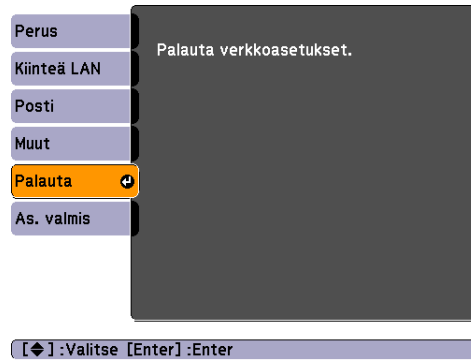 Perus
Kiinteä LAN
Posti
Muut
Palauta
As. valmis
Palauta verkkoasetukset.
[◆] :Valitse [Enter] :Enter